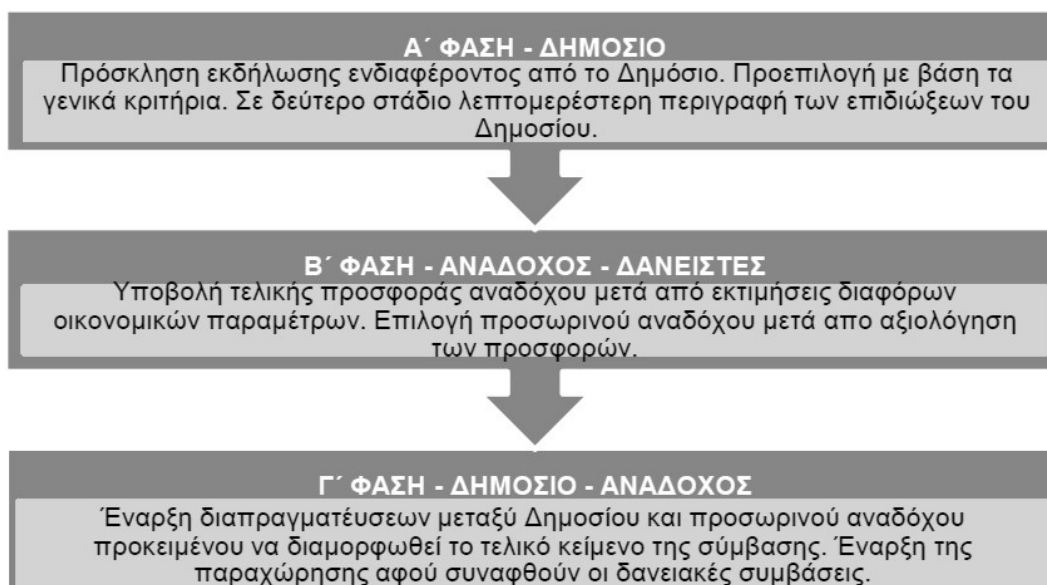 Α΄ ΦΑΣΗ - ΔΗΜΟΣΙΟ
Πρόσκληση εκδήλωσης ενδιαφέροντος από το Δημόσιο. Προεπιλογή με βάση τα
γενικά κριτήρια. Σε δεύτερο στάδιο λεπτομερέστερη περιγραφή των επιδιώξεων του
Δημοσίου.
Β΄ ΦΑΣΗ - ΑΝΑΔΟΧΟΣ - ΔΑΝΕΙΣΤΕΣ
Υποβολή τελικής προσφοράς αναδόχου μετά από εκτιμήσεις διαφόρων
οικονομικών παραμέτρων. Επιλογή προσωρινού αναδόχου μετά απο αξιολόγηση
των προσφορών.
Γ΄ ΦΑΣΗ - ΔΗΜΟΣΙΟ - ΑΝΑΔΟΧΟΣ
Έναρξη διαπραγματέυσεων μεταξύ Δημοσίου και προσωρινού αναδόχου
προκειμένου να διαμορφωθεί το τελικό κείμενο της σύμβασης. Έναρξη της
παραχώρησης αφού συναφθούν οι δανειακές συμβάσεις.